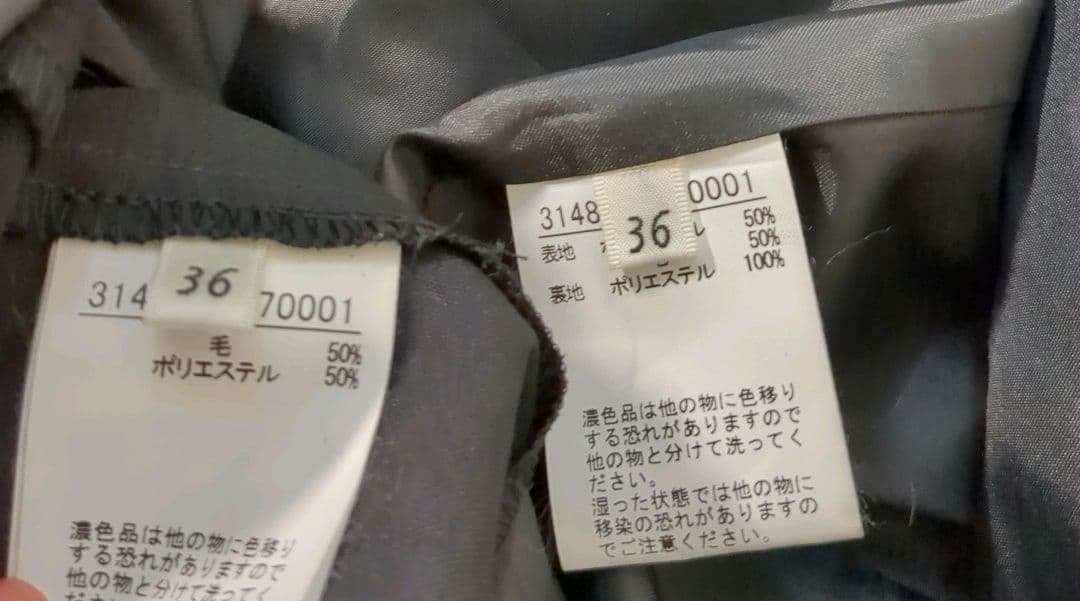 36
314 70001
毛 50%
ポリエステル 50%
濃色品は他の物に色移り
する恐れがありますので
他の物と分けて洗ってく
36
3148 0001
表地 50%
50%
裏地 ポリエステル 100%
濃色品は他の物に色移り
する恐れがありますので
他の物と分けて洗ってく
ださい。
湿った状態では他の物に
移染の恐れがありますの
でご注意ください。